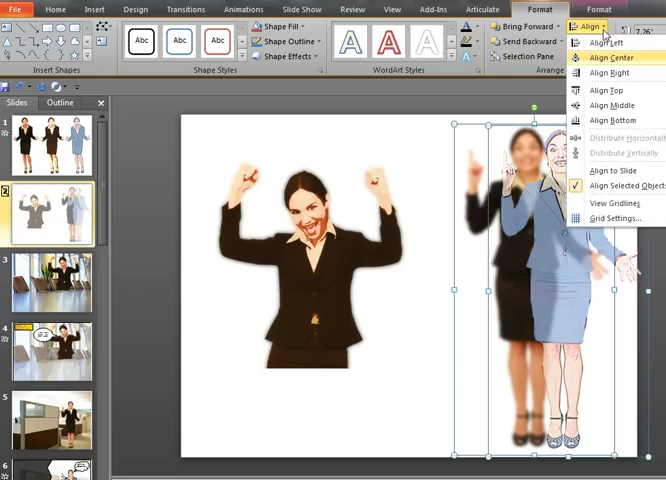 File Home Insert Design Transitions Animations Slide Show Review View Add-Ins Articulate Format Format
Abc Abc Abc
Shape Fill
Shape Outline
Shape Effects
A A A
Bring Forward
Send Backward
Selection Pane
Align
7.26"
Insert Shapes Shape Styles WordArt Styles Arrange
Align Left
Align Center
Align Right
Align Top
Align Middle
Align Bottom
Distribute Horizontall
Distribute Vertically
Align to Slide
Align Selected Objects
View Gridlines
Grid Settings...
Slides Outline
1
2
3
4
5
6